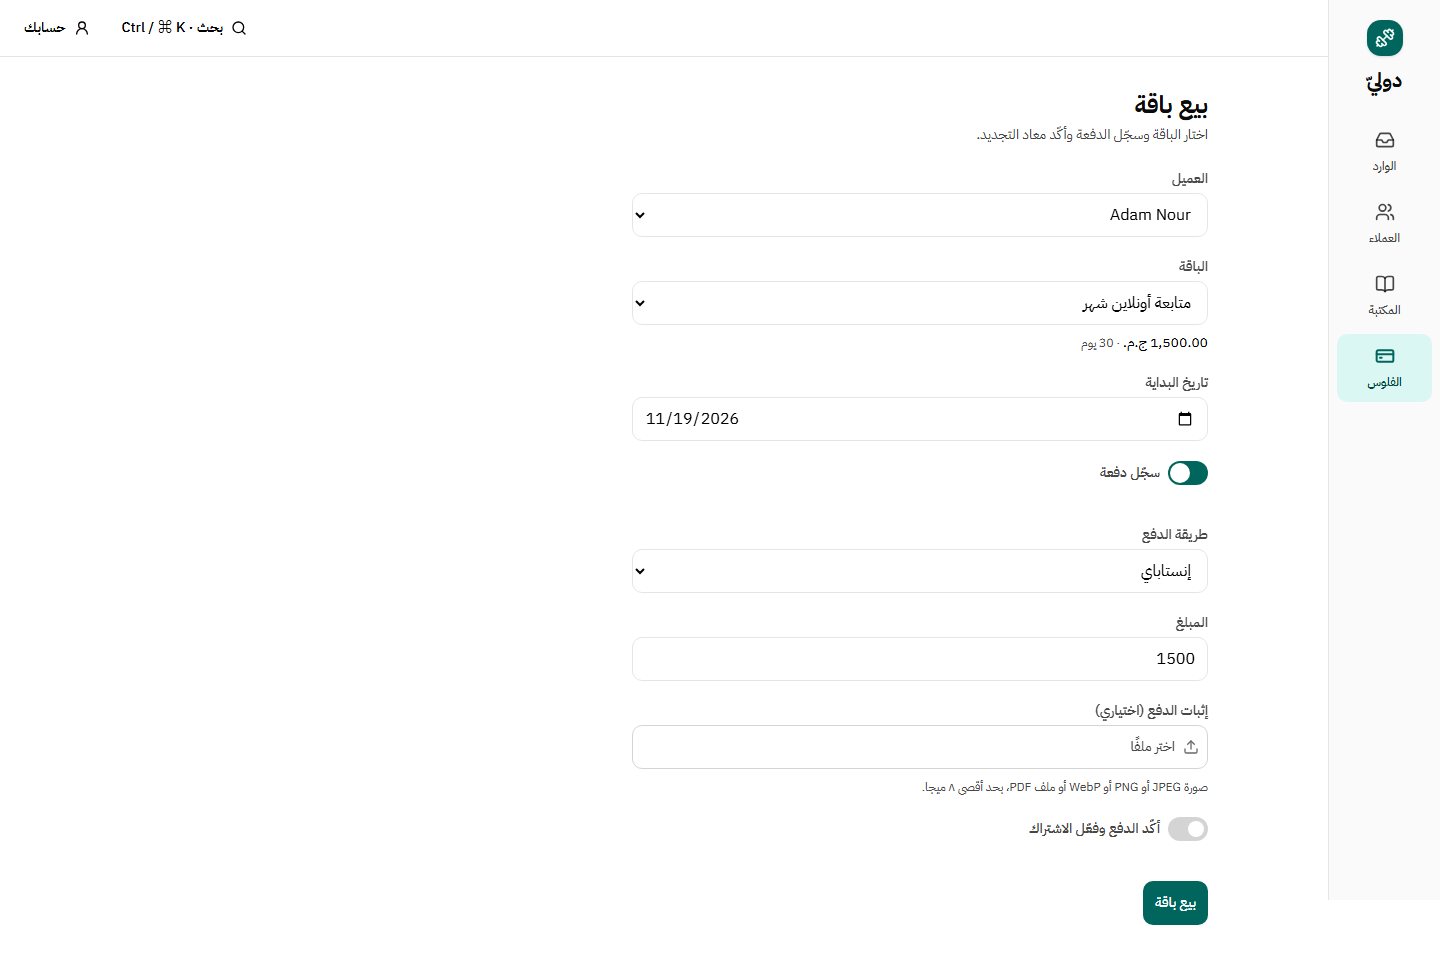 دوليّ
الوارد
العملاء
المكتبة
الفلوس
بحث · Ctrl / ⌘ K
حسابك
بيع باقة
اختار الباقة وسجّل الدفعة وأكّد معاد التجديد.
العميل
Adam Nour
الباقة
متابعة أونلاين شهر
1,500.00 ج.م. · 30 يوم
تاريخ البداية
11/19/2026
سجّل دفعة
طريقة الدفع
إنستاباي
المبلغ
1500
إثبات الدفع (اختياري)
اختر ملفًا
صورة JPEG أو PNG أو WebP أو ملف PDF، بحد أقصى ٨ ميجا.
أكّد الدفع وفعّل الاشتراك
بيع باقة